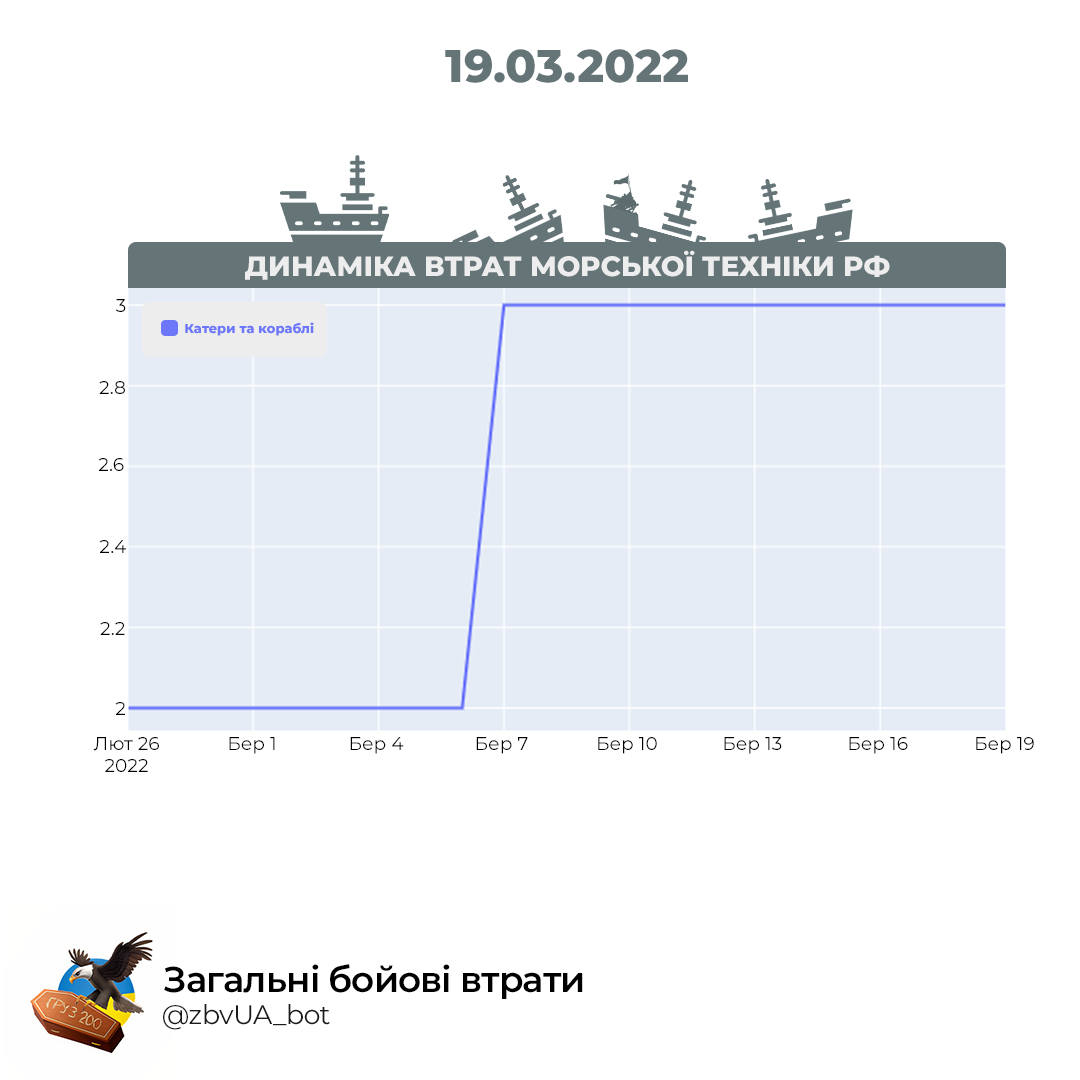 19.03.2022
ДИНАМІКА ВТРАТ МОРСЬКОЇ ТЕХНІКИ РФ
Катери та кораблі
3
2.8
2.6
2.4
2.2
2
Лют 26 Бер 1 Бер 4 Бер 7 Бер 10 Бер 13 Бер 16 Бер 19
2022
ГРУЗ 200
Загальні бойові втрати
@zbvUA_bot